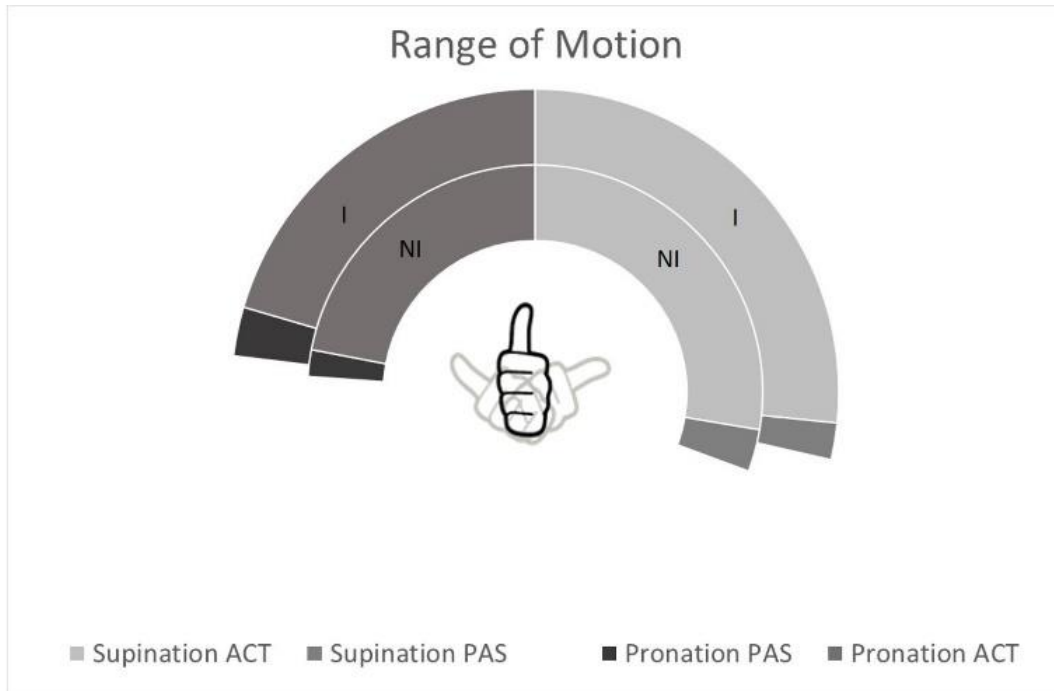 Range of Motion
I
I
NI
NI
Supination ACT Supination PAS Pronation PAS Pronation ACT